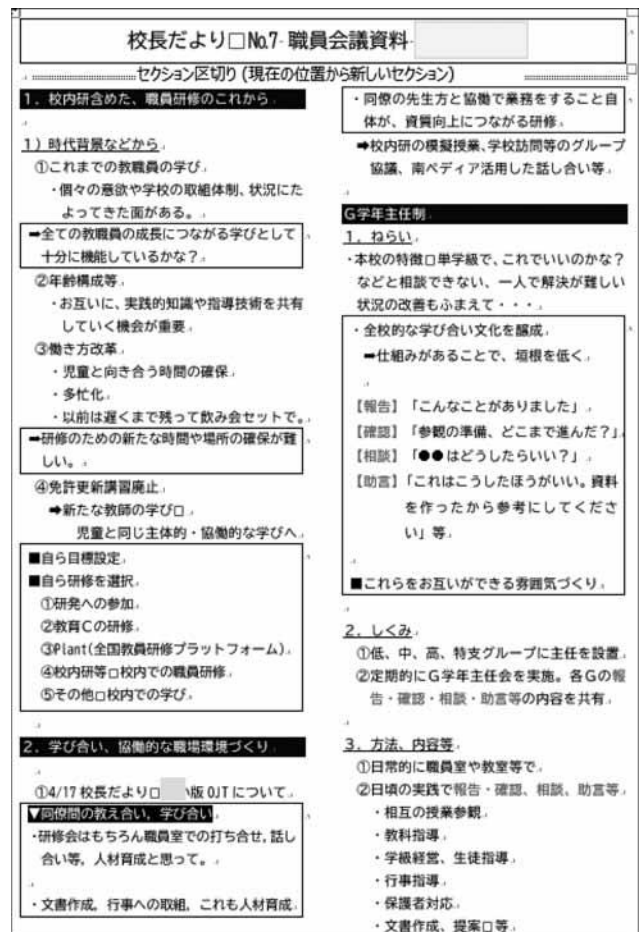 校長だより□No.7 職員会議資料
セクション区切り (現在の位置から新しいセクション)
1．校内研含めた、職員研修のこれから
1）時代背景などから
①これまでの教職員の学び
・個々の意欲や学校の取組体制、状況にた
よってきた面がある。
➡全ての教職員の成長につながる学びとして
十分に機能しているかな？
②年齢構成等
・お互いに、実践的知識や指導技術を共有
していく機会が重要
③働き方改革
・児童と向き合う時間の確保
・多忙化
・以前は遅くまで残って飲み会セットで。
➡研修のための新たな時間や場所の確保が難
しい。
④免許更新講習廃止
➡新たな教師の学び□
児童と同じ主体的・協働的な学びへ
■自ら目標設定
■自ら研修を選択
①研発への参加
②教育Cの研修
③Plant(全国教員研修プラットフォーム)
④校内研等□校内での職員研修
⑤その他□校内での学び
2．学び合い、協働的な職場環境づくり
①4/17 校長だより□ 版 OJT について
▼同僚間の教え合い，学び合い
・研修会はもちろん職員室での打ち合せ，話し
合い等，人材育成と思って。
・文書作成，行事への取組，これも人材育成
・同僚の先生方と協働で業務をすること自
体が、資質向上につながる研修
➡校内研の模擬授業、学校訪問等のグループ
協議、南ペディア活用した話し合い等
G学年主任制
1．ねらい
・本校の特徴□単学級で、これでいいのかな？
などと相談できない、一人で解決が難しい
状況の改善もふまえて・・・
・全校的な学び合い文化を醸成
➡仕組みがあることで、垣根を低く
【報告】「こんなことがありました」
【確認】「参観の準備、どこまで進んだ？」
【相談】「●●はどうしたらいい？」
【助言】「これはこうしたほうがいい。資料
を作ったから参考にしてくださ
い」等
■これらをお互いができる雰囲気づくり
2．しくみ
①低、中、高、特支グループに主任を設置
②定期的にG学年主任会を実施。各Gの報
告・確認・相談・助言等の内容を共有
3．方法、内容等
①日常的に職員室や教室等で
②日頃の実践で報告・確認、相談、助言等
・相互の授業参観
・教科指導
・学級経営、生徒指導
・行事指導
・保護者対応
・文書作成、提案□等